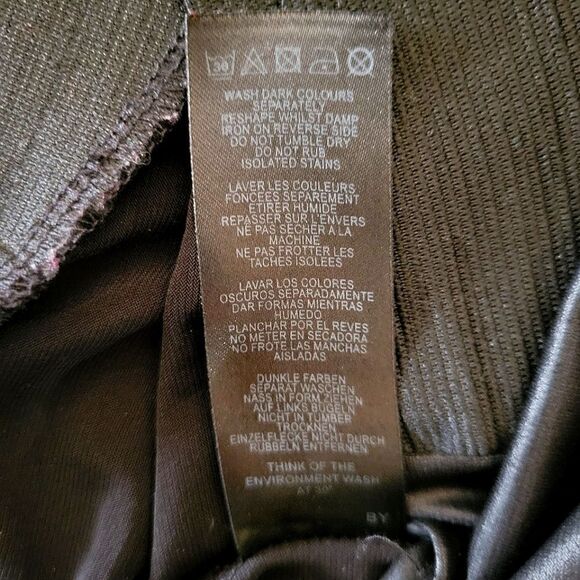 30
WASH DARK COLOURS
SEPARATELY
RESHAPE WHILST DAMP
IRON ON REVERSE SIDE
DO NOT TUMBLE DRY
DO NOT RUB
ISOLATED STAINS
LAVER LES COULEURS
FONCEES SEPAREMENT
ETIRER HUMIDE
REPASSER SUR L'ENVERS
NE PAS SECHER A LA
MACHINE
NE PAS FROTTER LES
TACHES ISOLEES
LAVAR LOS COLORES
OSCUROS SEPARADAMENTE
DAR FORMAS MIENTRAS
HUMEDO
PLANCHAR POR EL REVES
NO METER EN SECADORA
NO FROTE LAS MANCHAS
AISLADAS
DUNKLE FARBEN
SEPARAT WASCHEN
NASS IN FORM ZIEHEN
AUF LINKS BUGELN
NICHT IN TUMBER
TROCKNEN
EINZELFLECKE NICHT DURCH
RUBBELN ENTFERNEN
THINK OF THE
ENVIRONMENT WASH
AT 30°
BY